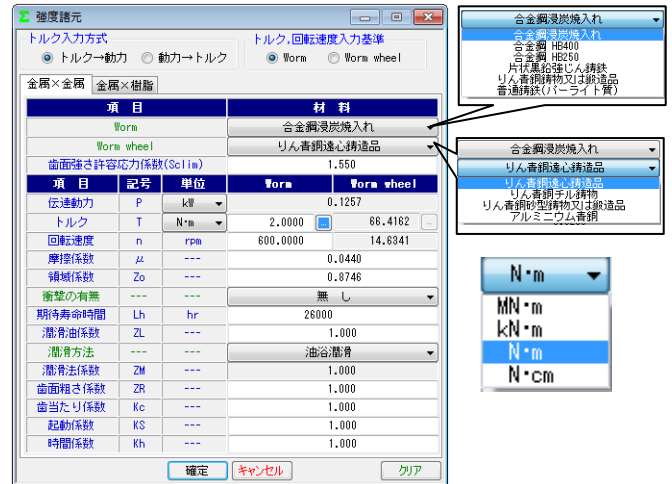 Σ 強度諸元
トルク入力方式
トルク→動力 動力→トルク
トルク,回転速度入力基準
Worm Worm wheel
金属×金属 金属×樹脂
項 目 材 料
Worm 合金鋼浸炭焼入れ
Worm wheel りん青銅遠心鋳造品
歯面強さ許容応力係数(Sclim) 1.550
項 目 記号 単位 Worm Worm wheel
伝達動力 P kW 0.1257
トルク T N・m 2.0000 ... 66.4162 ...
回転速度 n rpm 600.0000 14.6341
摩擦係数 μ --- 0.0440
領域係数 Zo --- 0.8746
衝撃の有無 --- --- 無 し
期待寿命時間 Lh hr 26000
潤滑油係数 ZL --- 1.000
潤滑方法 --- --- 油浴潤滑
潤滑法係数 ZM --- 1.000
歯面粗さ係数 ZR --- 1.000
歯当たり係数 Kc --- 1.000
起動係数 KS --- 1.000
時間係数 Kh --- 1.000
確定 キャンセル クリア
合金鋼浸炭焼入れ
合金鋼浸炭焼入れ
合金鋼 HB400
合金鋼 HB250
片状黒鉛強じん鋳鉄
りん青銅鋳造品又は鍛造品
普通鋳鉄(パーライト質)
合金鋼浸炭焼入れ
りん青銅遠心鋳造品
りん青銅遠心鋳造品
りん青銅チル鋳物
りん青銅砂型鋳物又は鍛造品
アルミニウム青銅
N・m
MN・m
kN・m
N・m
N・cm